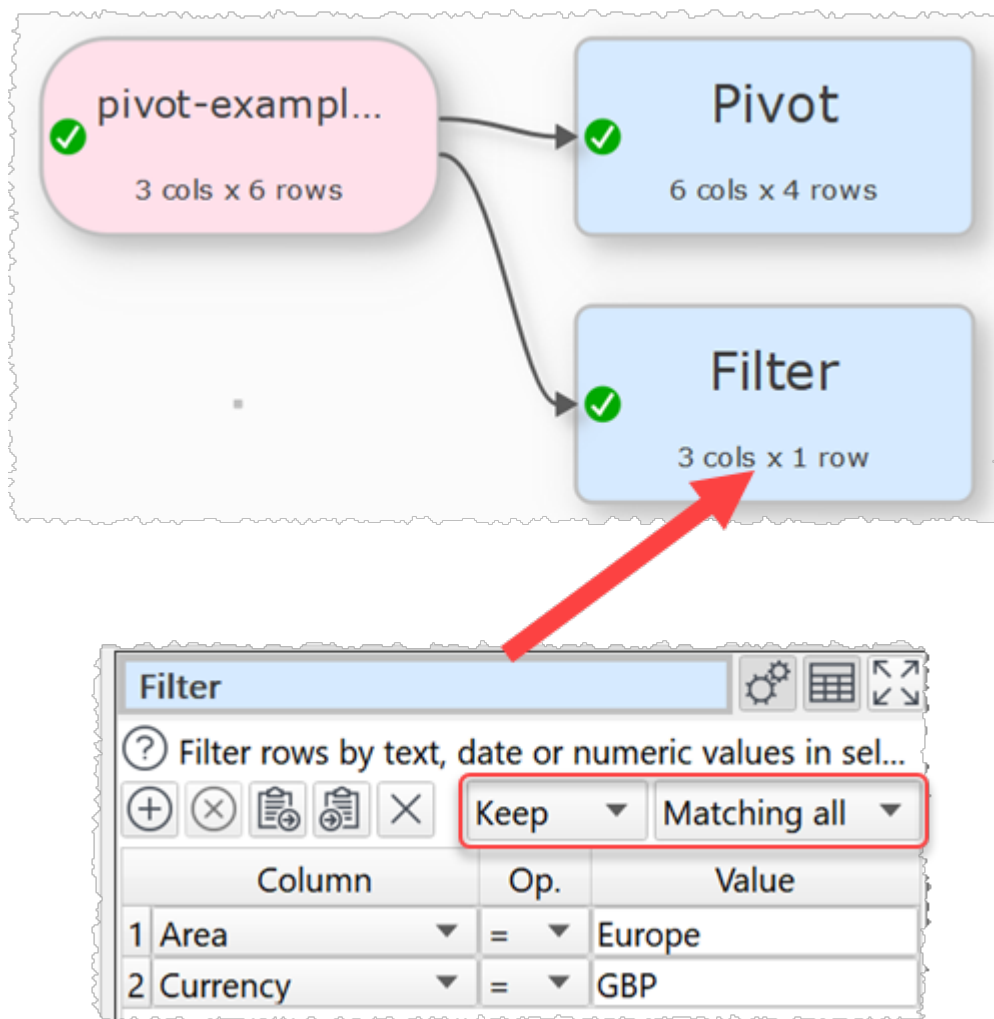 pivot-exampl...
3 cols x 6 rows
Pivot
6 cols x 4 rows
Filter
3 cols x 1 row
Filter
Filter rows by text, date or numeric values in sel...
Keep Matching all
Column Op. Value
1 Area = Europe
2 Currency = GBP